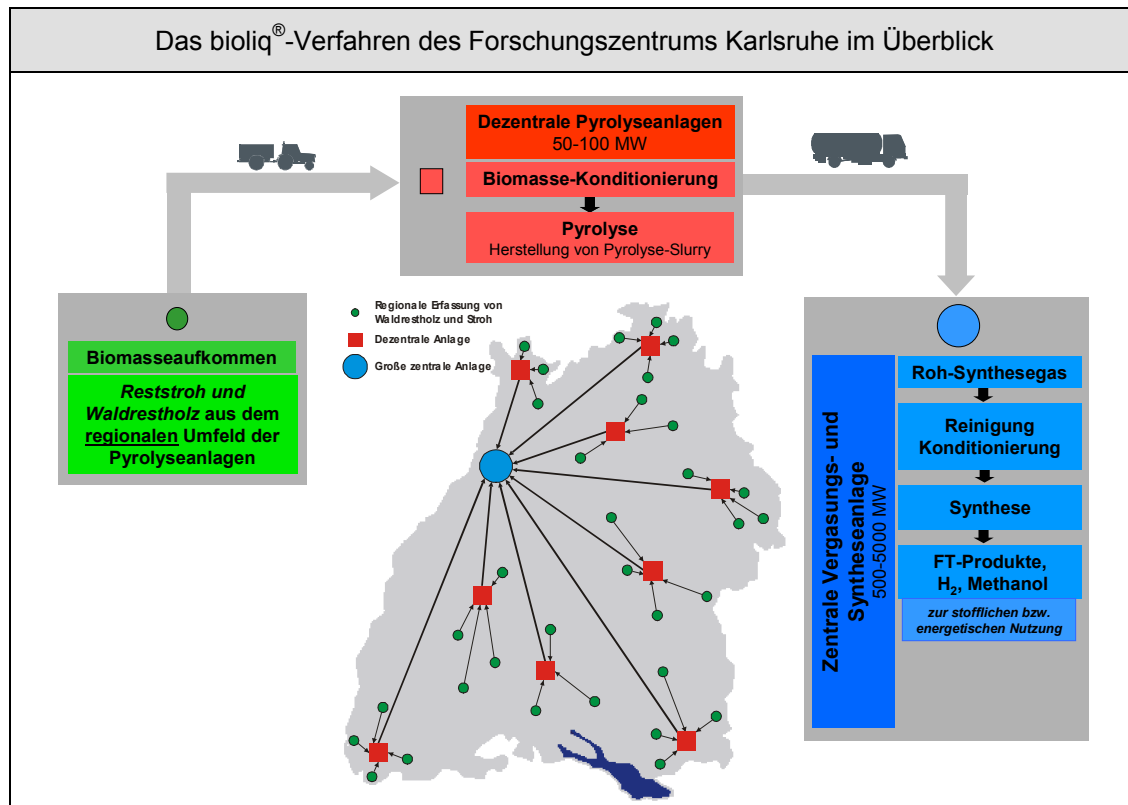 Das bioliq®-Verfahren des Forschungszentrums Karlsruhe im Überblick
Dezentrale Pyrolyseanlagen
50-100 MW
Biomasse-Konditionierung
Pyrolyse
Herstellung von Pyrolyse-Slurry
Biomasseaufkommen
Reststroh und
Waldrestholz aus dem
regionalen Umfeld der
Pyrolyseanlagen
Regionale Erfassung von
Waldrestholz und Stroh
Dezentrale Anlage
Große zentrale Anlage
Zentrale Vergasungs- und
Syntheseanlage
500-5000 MW
Roh-Synthesegas
Reinigung
Konditionierung
Synthese
FT-Produkte,
H₂, Methanol
zur stofflichen bzw.
energetischen Nutzung